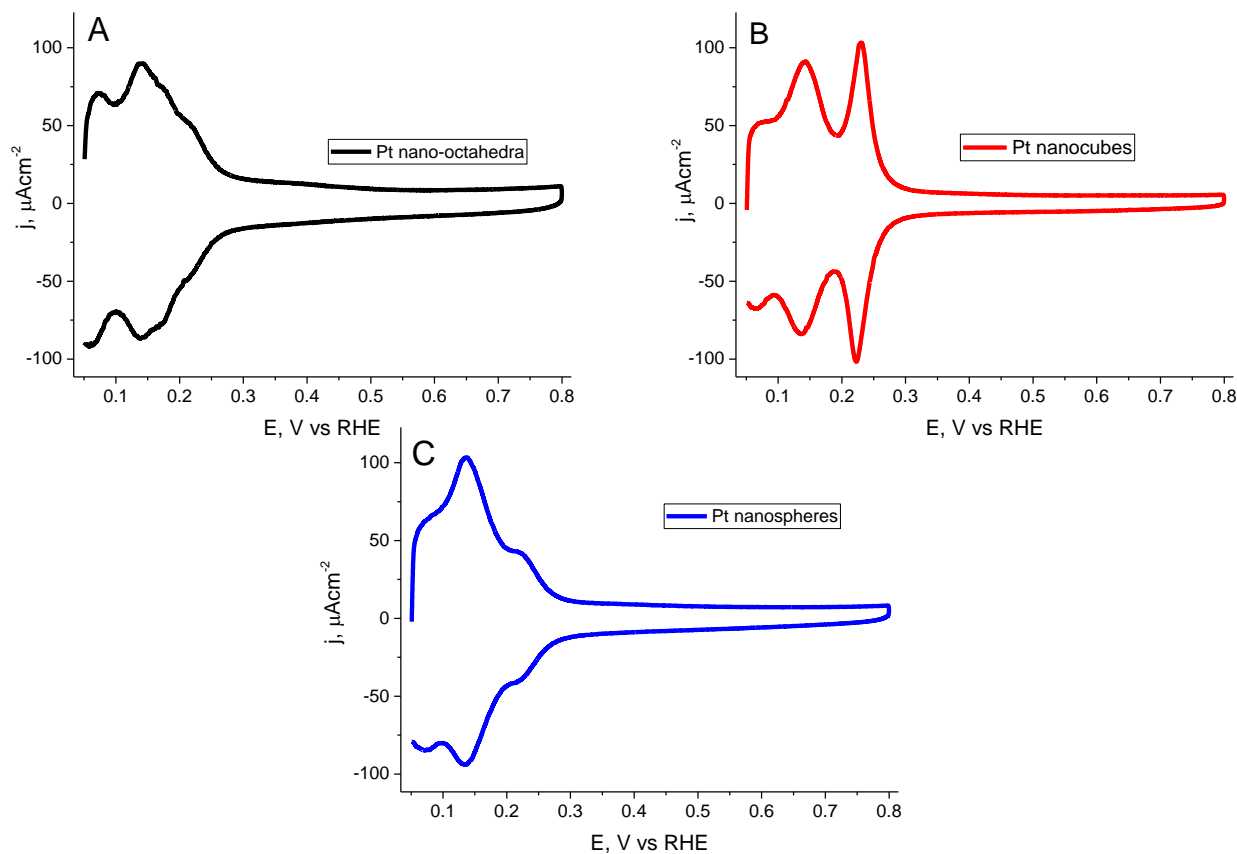 A
Pt nano-octahedra
j, µAcm⁻²
100
50
0
-50
-100
0.1 0.2 0.3 0.4 0.5 0.6 0.7 0.8
E, V vs RHE
B
Pt nanocubes
j, µAcm⁻²
100
50
0
-50
-100
0.1 0.2 0.3 0.4 0.5 0.6 0.7 0.8
E, V vs RHE
C
Pt nanospheres
j, µAcm⁻²
100
50
0
-50
-100
0.1 0.2 0.3 0.4 0.5 0.6 0.7 0.8
E, V vs RHE